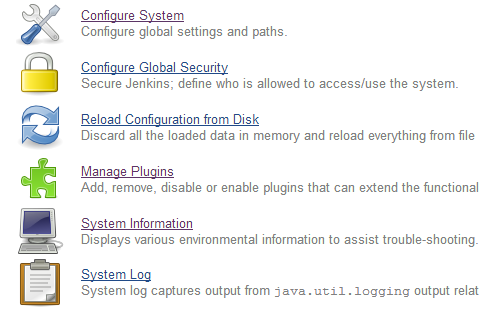 Configure System
Configure global settings and paths.
Configure Global Security
Secure Jenkins; define who is allowed to access/use the system.
Reload Configuration from Disk
Discard all the loaded data in memory and reload everything from file
Manage Plugins
Add, remove, disable or enable plugins that can extend the functional
System Information
Displays various environmental information to assist trouble-shooting.
System Log
System log captures output from java.util.logging output relat